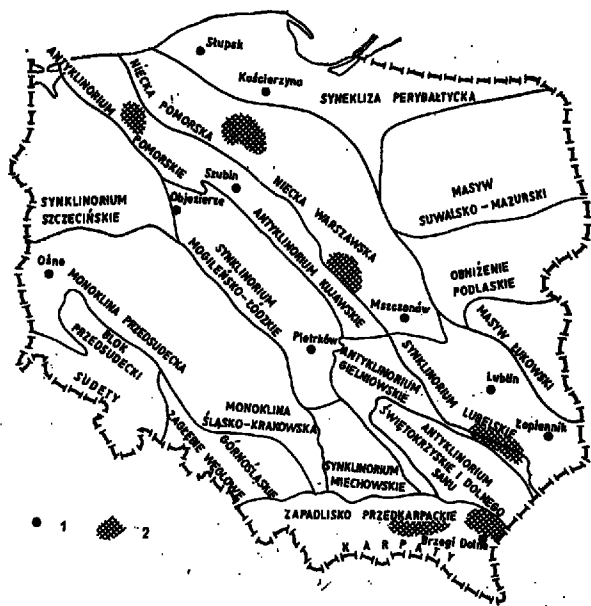 Słupsk
Kościerzyna
SYNEKLIZA PERYBAŁTYCKA
ANTYKLINORIUM
POMORSKIE
NIECKA
POMORSKA
MASYW
SUWALSKO-MAZURSKI
Szubin
Objezierze
SYNKLINORIUM
SZCZECIŃSKIE
NIECKA WARSZAWSKA
ANTYKLINORIUM KUJAWSKIE
SYNKLINORIUM
MOGILEŃSKO-ŁÓDZKIE
OBNIŻENIE
PODLASKIE
Ośno
MONOKLINA PRZEDSUDECKA
BLOK
PRZEDSUDECKI
SUDETY
Mszczonów
MASYW ŁUKOWSKI
Piotrków
ANTYKLINORIUM
GIELNIOWSKIE
SYNKLINORIUM
LUBELSKIE
Lublin
Łopiennik
MONOKLINA
ŚLĄSKO-KRAKOWSKA
ANTYKLINORIUM
ŚWIĘTOKRZYSKIE I DOLNEGO
SANU
ZAGŁĘBIE WĘGLOWE
GÓRNOŚLĄSKIE
SYNKLINORIUM
MIECHOWSKIE
ZAPADLISKO PRZEDKARPACKIE
Brzegi Dolne
KARPATY
1
2